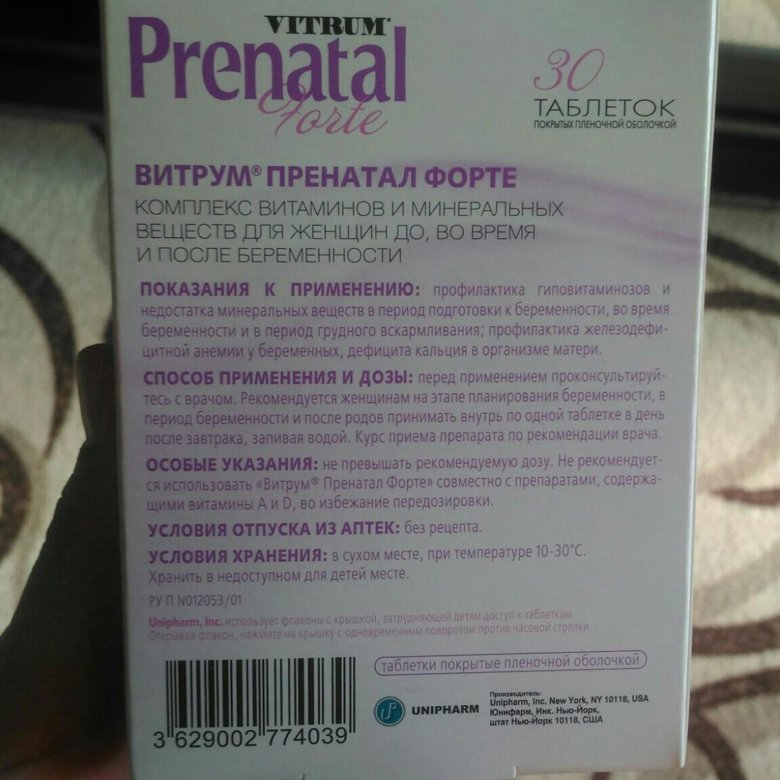 VITRUM®
Prenatal
Forte
30
ТАБЛЕТОК
ПОКРЫТЫХ ПЛЕНОЧНОЙ ОБОЛОЧКОЙ
ВИТРУМ® ПРЕНАТАЛ ФОРТЕ
КОМПЛЕКС ВИТАМИНОВ И МИНЕРАЛЬНЫХ
ВЕЩЕСТВ ДЛЯ ЖЕНЩИН ДО, ВО ВРЕМЯ
И ПОСЛЕ БЕРЕМЕННОСТИ
ПОКАЗАНИЯ К ПРИМЕНЕНИЮ: профилактика гиповитаминозов и
недостатка минеральных веществ в период подготовки к беременности, во время
беременности и в период грудного вскармливания; профилактика железодефи-
цитной анемии у беременных, дефицита кальция в организме матери.
СПОСОБ ПРИМЕНЕНИЯ И ДОЗЫ: перед применением проконсультируй-
тесь с врачом. Рекомендуется женщинам на этапе планирования беременности, в
период беременности и после родов принимать внутрь по одной таблетке в день
после завтрака, запивая водой. Курс приема препарата по рекомендации врача.
ОСОБЫЕ УКАЗАНИЯ: не превышать рекомендуемую дозу. Не рекомендует-
ся использовать «Витрум® Пренатал Форте» совместно с препаратами, содержа-
щими витамины А и D, во избежание передозировки.
УСЛОВИЯ ОТПУСКА ИЗ АПТЕК: без рецепта.
УСЛОВИЯ ХРАНЕНИЯ: в сухом месте, при температуре 10-30°С.
Хранить в недоступном для детей месте.
РУ П N012053/01
Unipharm, Inc. использует флаконы с крышкой, затрудняющей детям доступ к таблеткам.
Открывая флакон, нажмите на крышку с одновременным поворотом против часовой стрелки.
таблетки покрытые пленочной оболочкой
3 629002 774039
UNIPHARM
Производитель:
Unipharm, Inc. New York, NY 10118, USA
Юнифарм, Инк. Нью-Йорк,
штат Нью-Йорк 10118, США